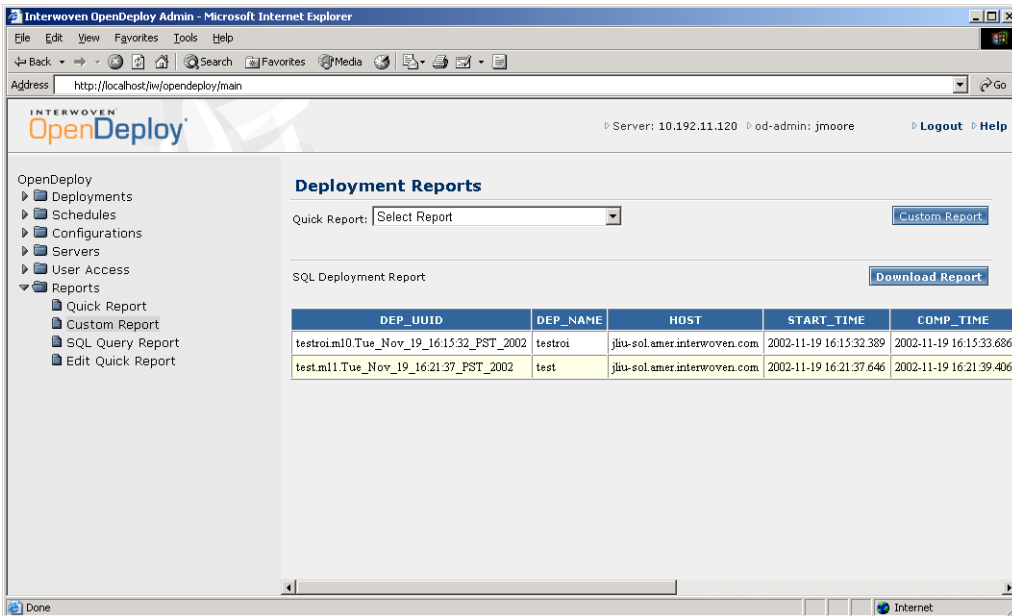 Interwoven OpenDeploy Admin - Microsoft Internet Explorer
File Edit View Favorites Tools Help
Back Search Favorites Media
Address http://localhost/iw/opendeploy/main Go
INTERWOVEN
OpenDeploy
Server: 10.192.11.120 od-admin: jmoore Logout Help
OpenDeploy
Deployments
Schedules
Configurations
Servers
User Access
Reports
Quick Report
Custom Report
SQL Query Report
Edit Quick Report
Deployment Reports
Quick Report: Select Report Custom Report
SQL Deployment Report Download Report
DEP_UUID DEP_NAME HOST START_TIME COMP_TIME
testroi.m10.Tue_Nov_19_16:15:32_PST_2002 testroi jliu-sol.amer.interwoven.com 2002-11-19 16:15:32.389 2002-11-19 16:15:33.686
test.m11.Tue_Nov_19_16:21:37_PST_2002 test jliu-sol.amer.interwoven.com 2002-11-19 16:21:37.646 2002-11-19 16:21:39.406
Done Internet